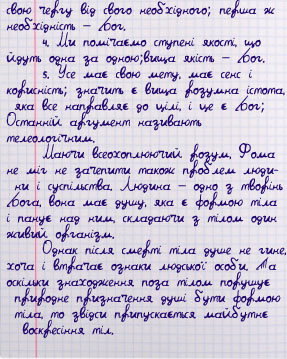 свою чергу від свого необхідного; перша ж
необхідність – Бог.
4. Ми помічаємо ступені якості, що
йдуть одна за одною; вища якість – Бог.
5. Усе має свою мету, має сенс і
корисність; значить є вища розумна істота,
яка все направляє до цілі, і це є Бог;
Останній аргумент називають
телеологічним.
Маючи всеохоплюючий розум, Фома
не міг не зачепити також проблем люди-
ни і суспільства. Людина – одно з творінь
Бога, вона має душу, яка є формою тіла
і панує над ним, складаючи з тілом один
живий організм.
Однак після смерті тіла душе не гине,
хоча і втрачає ознаки людської особи. Та
оскільки знаходження поза тілом порушує
природне призначення душі бути формою
тіла, то звідси припускається майбутнє
воскресіння тіл.